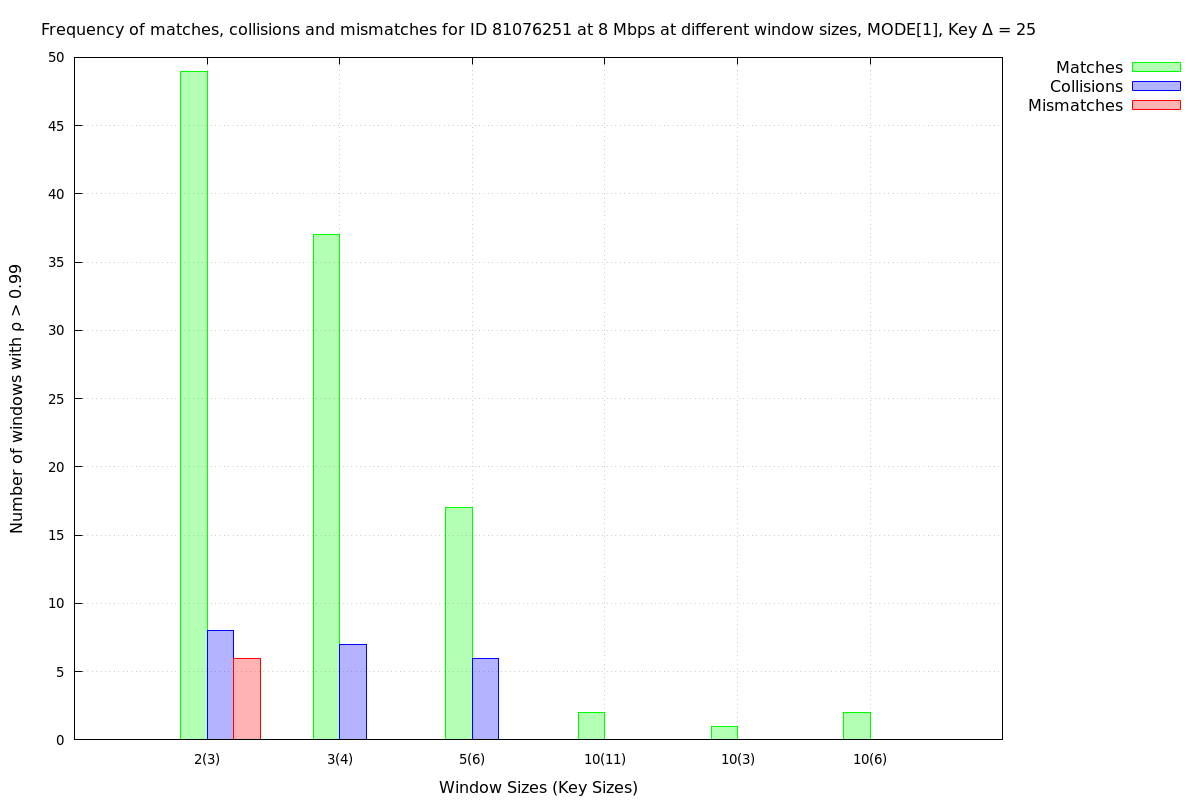 Frequency of matches, collisions and mismatches for ID 81076251 at 8 Mbps at different window sizes, MODE[1], Key Δ = 25
Matches
Collisions
Mismatches
Number of windows with ρ > 0.99
50
45
40
35
30
25
20
15
10
5
0
2(3) 3(4) 5(6) 10(11) 10(3) 10(6)
Window Sizes (Key Sizes)